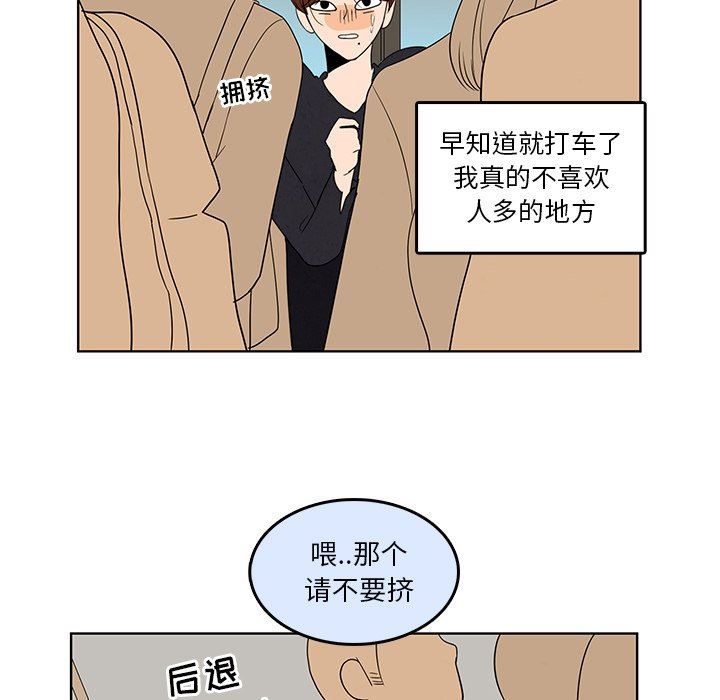 拥挤
早知道就打车了
我真的不喜欢
人多的地方
喂..那个
请不要挤
后退